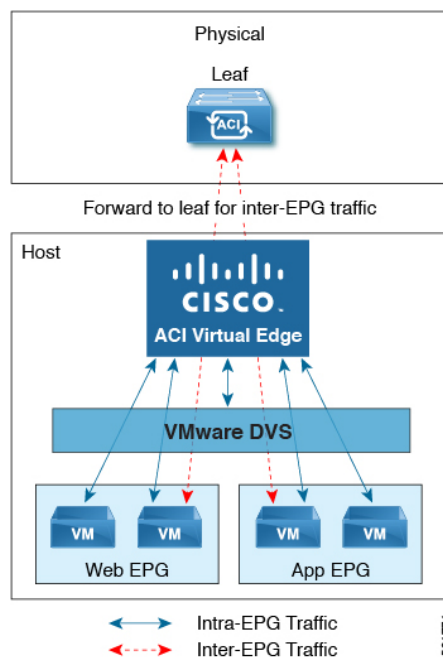 Physical
Leaf
ACI
Forward to leaf for inter-EPG traffic
Host
CISCO
ACI Virtual Edge
VMware DVS
VM
VM
VM
VM
Web EPG
App EPG
Intra-EPG Traffic
Inter-EPG Traffic